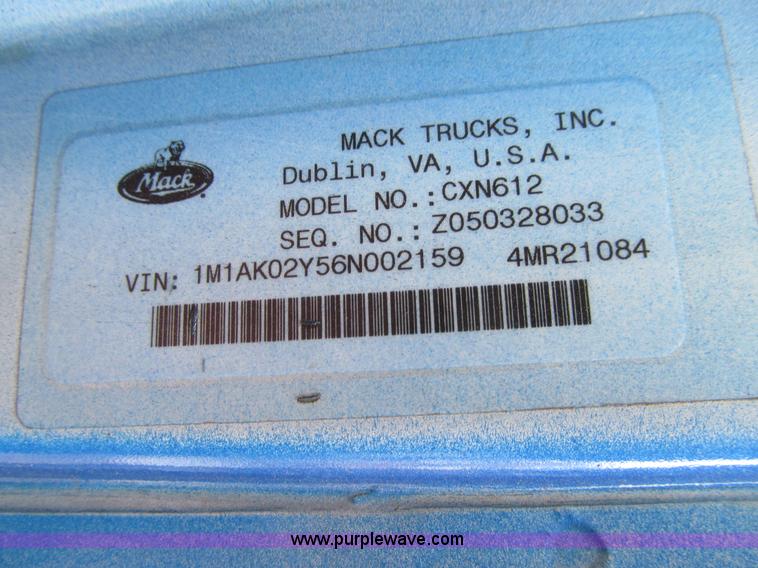 MACK TRUCKS, INC.
Mack
Dublin, VA, U.S.A.
MODEL NO.:CXN612
SEQ. NO.:Z050328033
VIN: 1M1AK02Y56N002159 4MR21084
www.purplewave.com